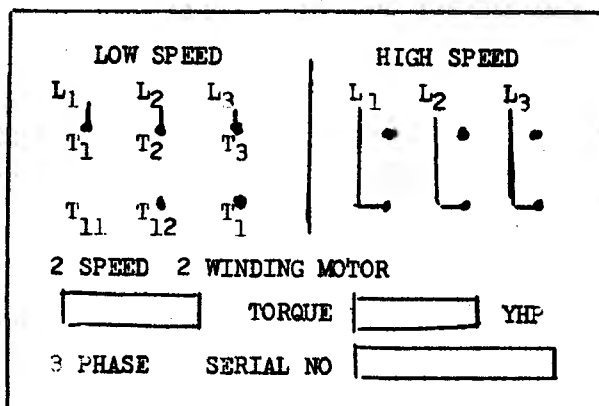 LOW SPEED HIGH SPEED
L1 L2 L3 L1 L2 L3
T1 T2 T3
T11 T12 T1
2 SPEED 2 WINDING MOTOR
TORQUE YHP
3 PHASE SERIAL NO